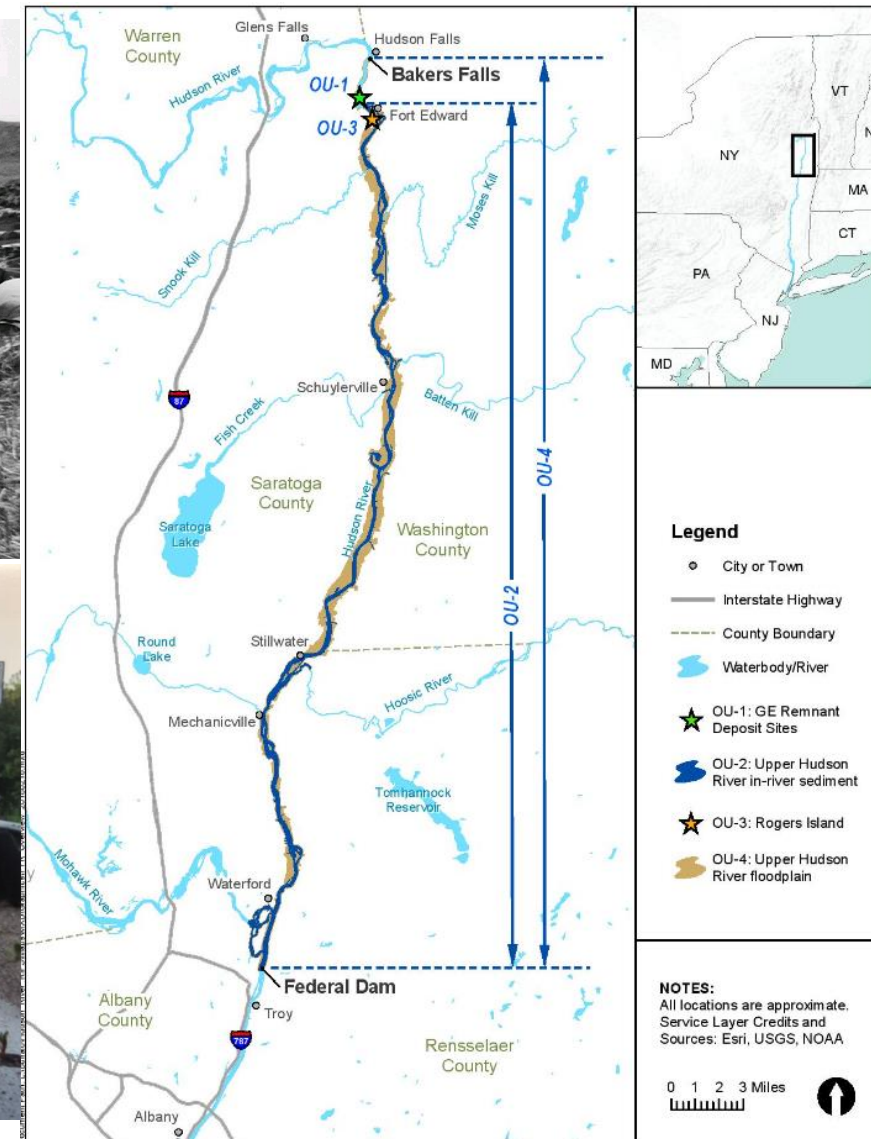 Glens Falls
Hudson Falls
Warren
County
Bakers Falls
Hudson River
OU-1
Fort Edward
OU-3
Moses Kill
Snook Kill
Schuylerville
Batten Kill
87
Fish Creek
OU-4
Saratoga
County
Saratoga
Lake
Hudson River
Washington
County
OU-2
Stillwater
Round
Lake
Hoosic River
Mechanicville
Tomhannock
Reservoir
Mohawk River
Waterford
Federal Dam
Albany
County
Troy
787
Rensselaer
County
Albany
VT
NY
MA
CT
PA
NJ
MD
Legend
City or Town
Interstate Highway
County Boundary
Waterbody/River
OU-1: GE Remnant
Deposit Sites
OU-2: Upper Hudson
River in-river sediment
OU-3: Rogers Island
OU-4: Upper Hudson
River floodplain
NOTES:
All locations are approximate.
Service Layer Credits and
Sources: Esri, USGS, NOAA
0 1 2 3 Miles